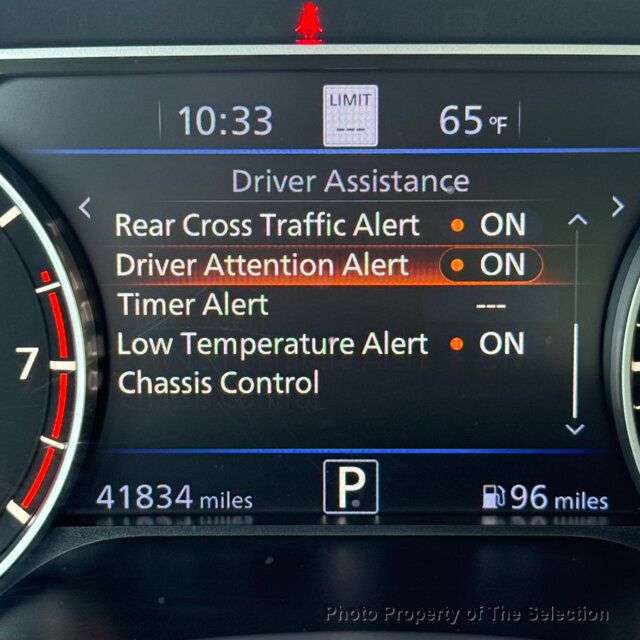 10:33 LIMIT --- 65°F
Driver Assistance
Rear Cross Traffic Alert ON
Driver Attention Alert ON
Timer Alert ---
Low Temperature Alert ON
Chassis Control
7
41834 miles P 96 miles
Photo Property of The Selection